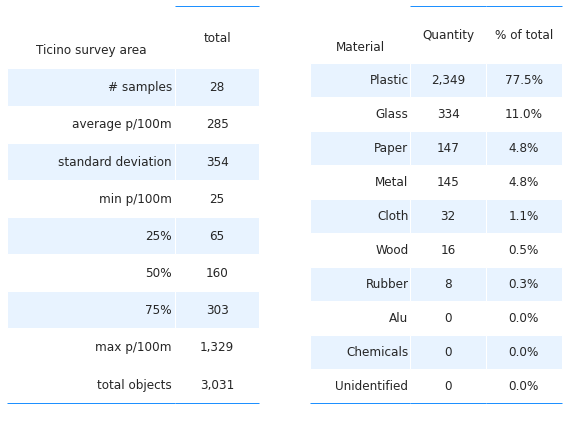 Ticino survey area total
# samples 28
average p/100m 285
standard deviation 354
min p/100m 25
25% 65
50% 160
75% 303
max p/100m 1,329
total objects 3,031
Material Quantity % of total
Plastic 2,349 77.5%
Glass 334 11.0%
Paper 147 4.8%
Metal 145 4.8%
Cloth 32 1.1%
Wood 16 0.5%
Rubber 8 0.3%
Alu 0 0.0%
Chemicals 0 0.0%
Unidentified 0 0.0%